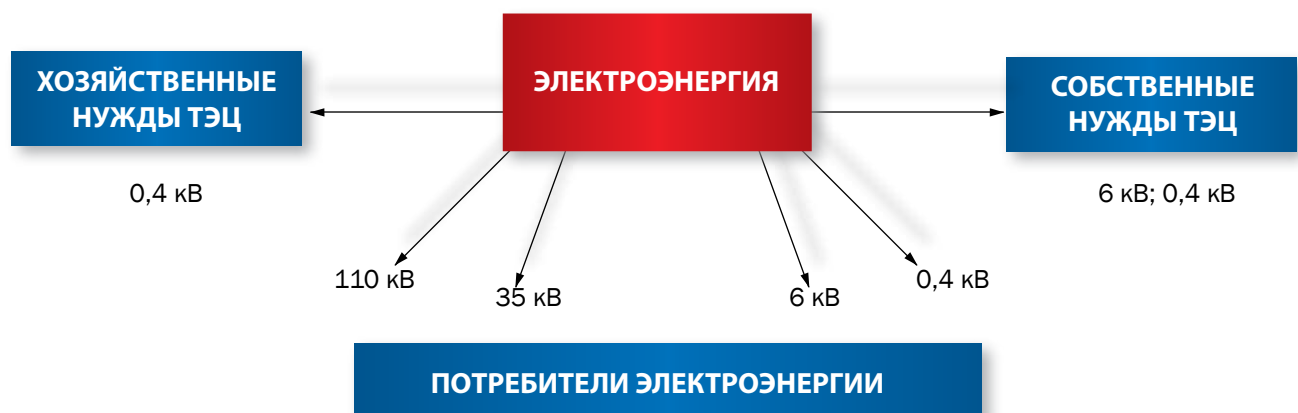 ЭЛЕКТРОЭНЕРГИЯ
ХОЗЯЙСТВЕННЫЕ
НУЖДЫ ТЭЦ
0,4 кВ
СОБСТВЕННЫЕ
НУЖДЫ ТЭЦ
6 кВ; 0,4 кВ
110 кВ
35 кВ
6 кВ
0,4 кВ
ПОТРЕБИТЕЛИ ЭЛЕКТРОЭНЕРГИИ